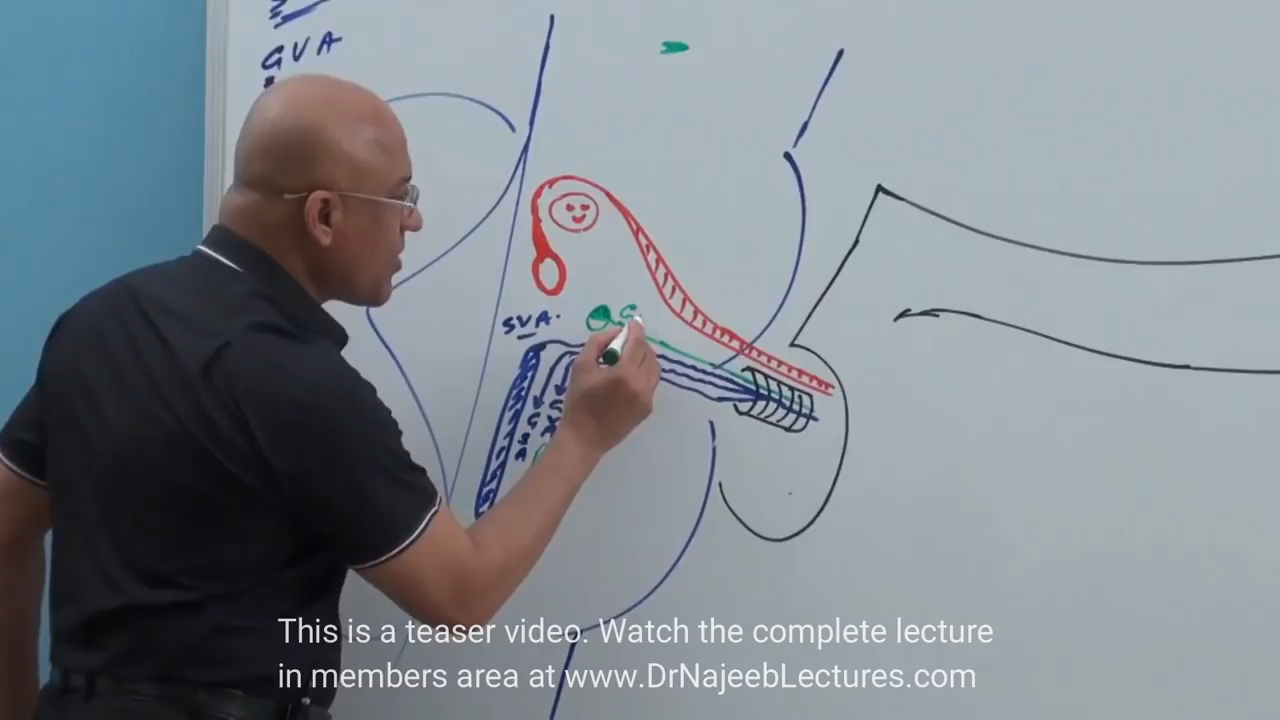 GVA
SVA.
This is a teaser video. Watch the complete lecture
in members area at www.DrNajeebLectures.com